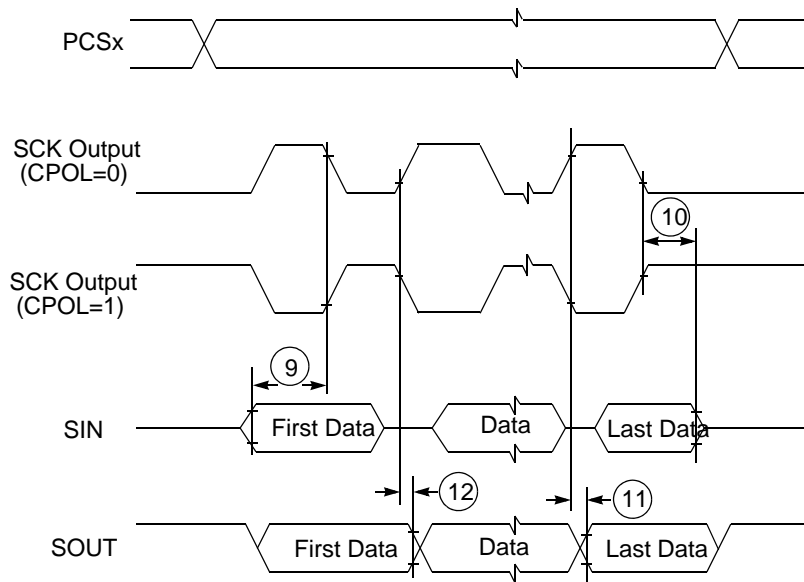 PCSx
SCK Output
(CPOL=0)
10
SCK Output
(CPOL=1)
9
SIN
First Data
Data
Last Data
12
11
SOUT
First Data
Data
Last Data